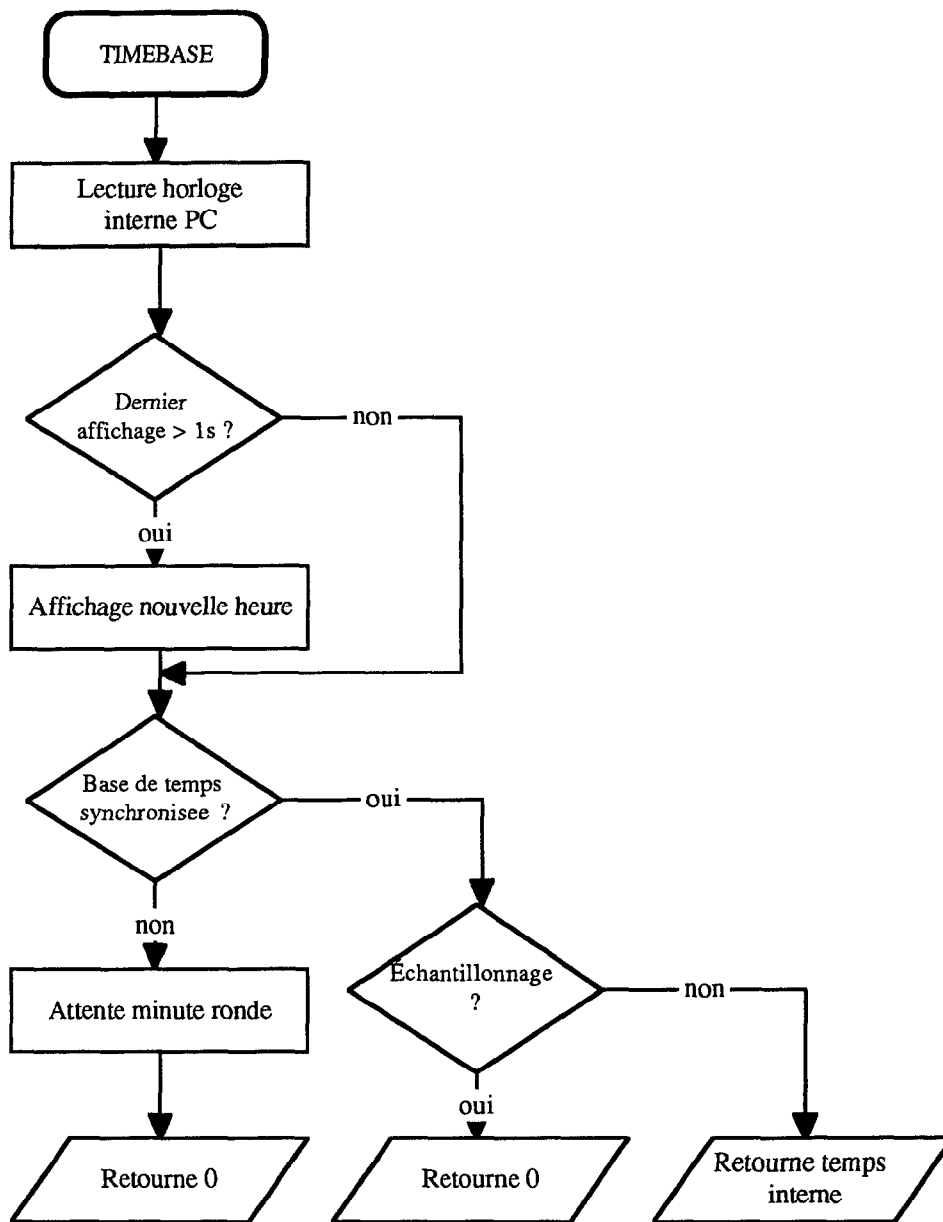 TIMEBASE
Lecture horloge
interne PC
Dernier
affichage > 1s ?
non
oui
Affichage nouvelle heure
Base de temps
synchronisee ?
oui
non
Échantillonnage
?
non
Attente minute ronde
oui
Retourne 0
Retourne 0
Retourne temps
interne